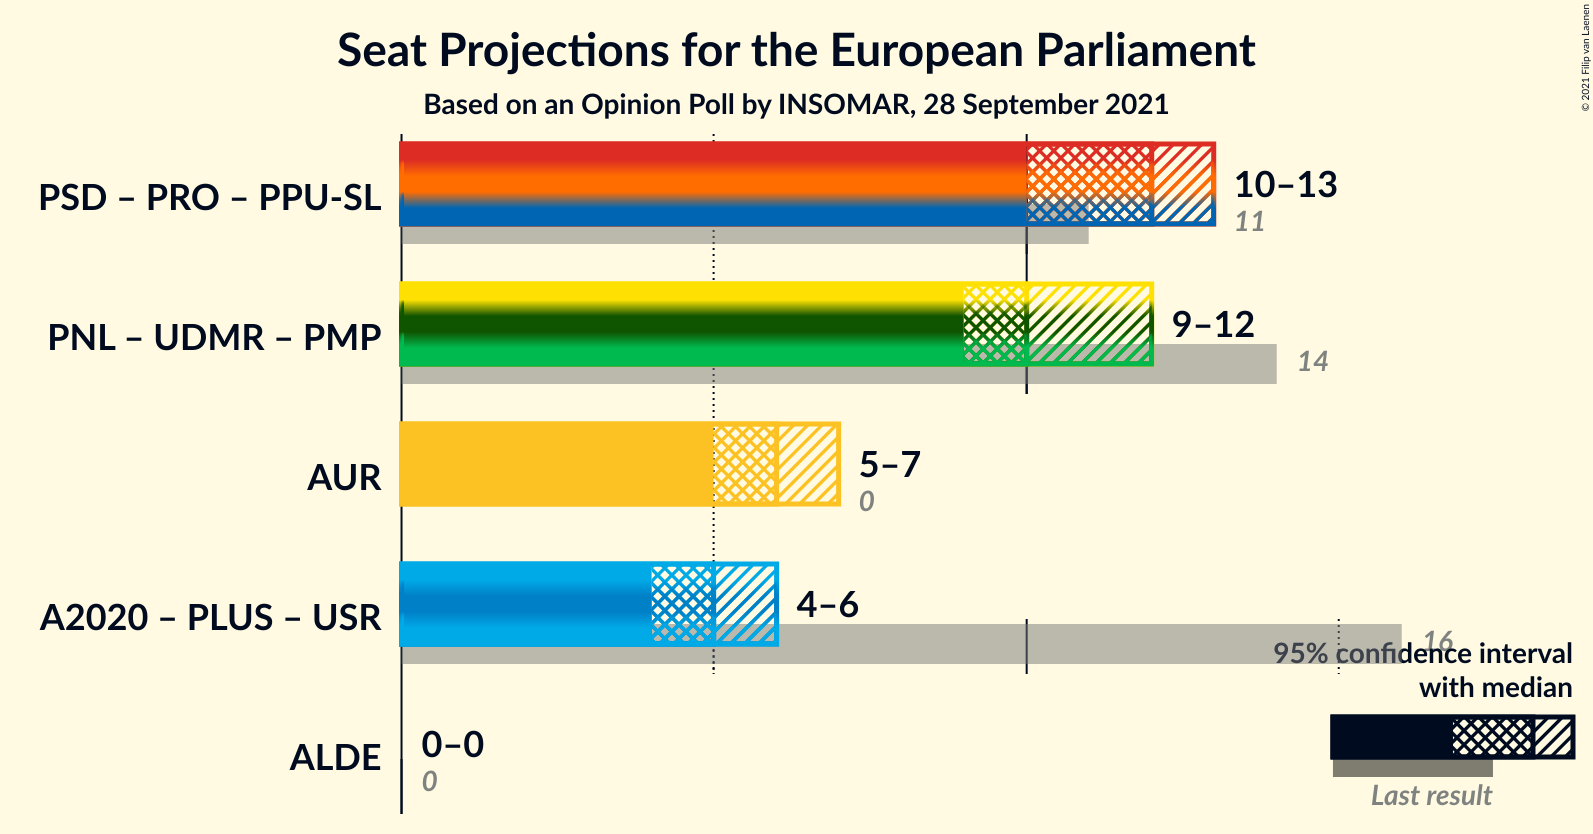 Seat Projections for the European Parliament
Based on an Opinion Poll by INSOMAR, 28 September 2021
© 2021 Filip van Laenen
PSD – PRO – PPU-SL
10–13
11
PNL – UDMR – PMP
9–12
14
AUR
5–7
0
A2020 – PLUS – USR
4–6
16
95% confidence interval
with median
Last result
ALDE
0–0
0